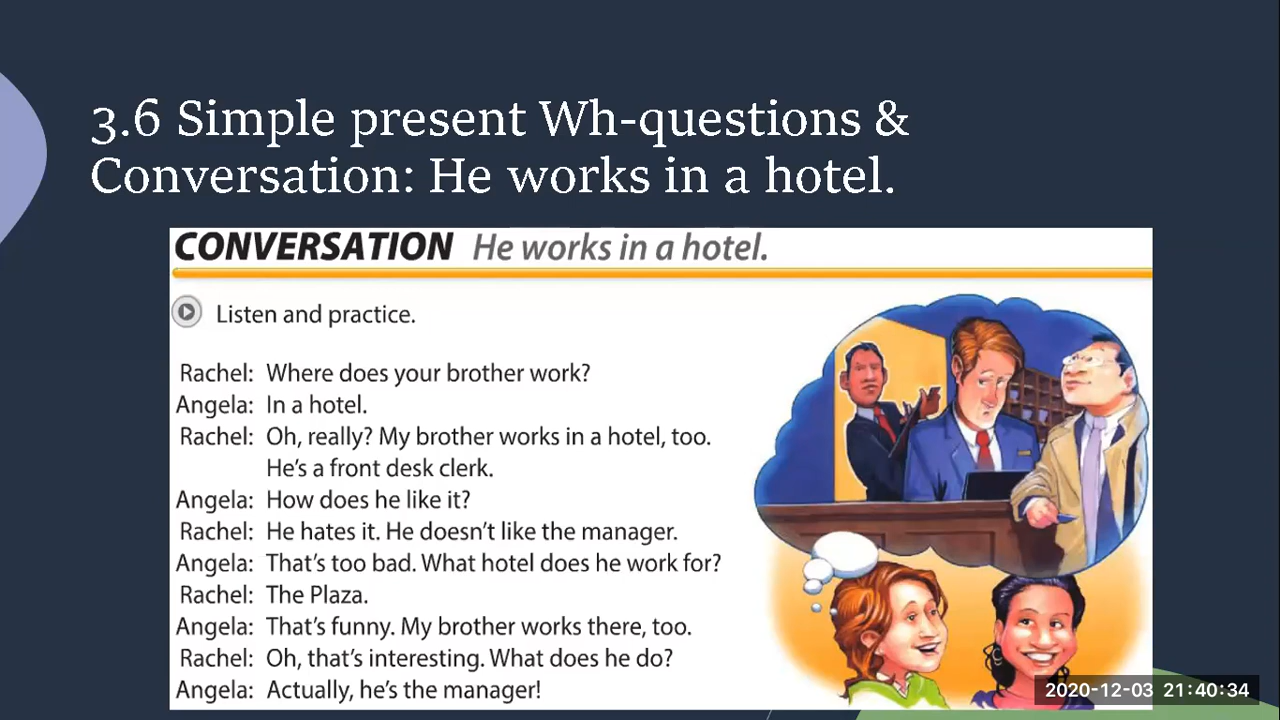 3.6 Simple present Wh-questions &
Conversation: He works in a hotel.
CONVERSATION He works in a hotel.
Listen and practice.
Rachel: Where does your brother work?
Angela: In a hotel.
Rachel: Oh, really? My brother works in a hotel, too.
He's a front desk clerk.
Angela: How does he like it?
Rachel: He hates it. He doesn't like the manager.
Angela: That's too bad. What hotel does he work for?
Rachel: The Plaza.
Angela: That's funny. My brother works there, too.
Rachel: Oh, that's interesting. What does he do?
Angela: Actually, he's the manager!
2020-12-03 21:40:34